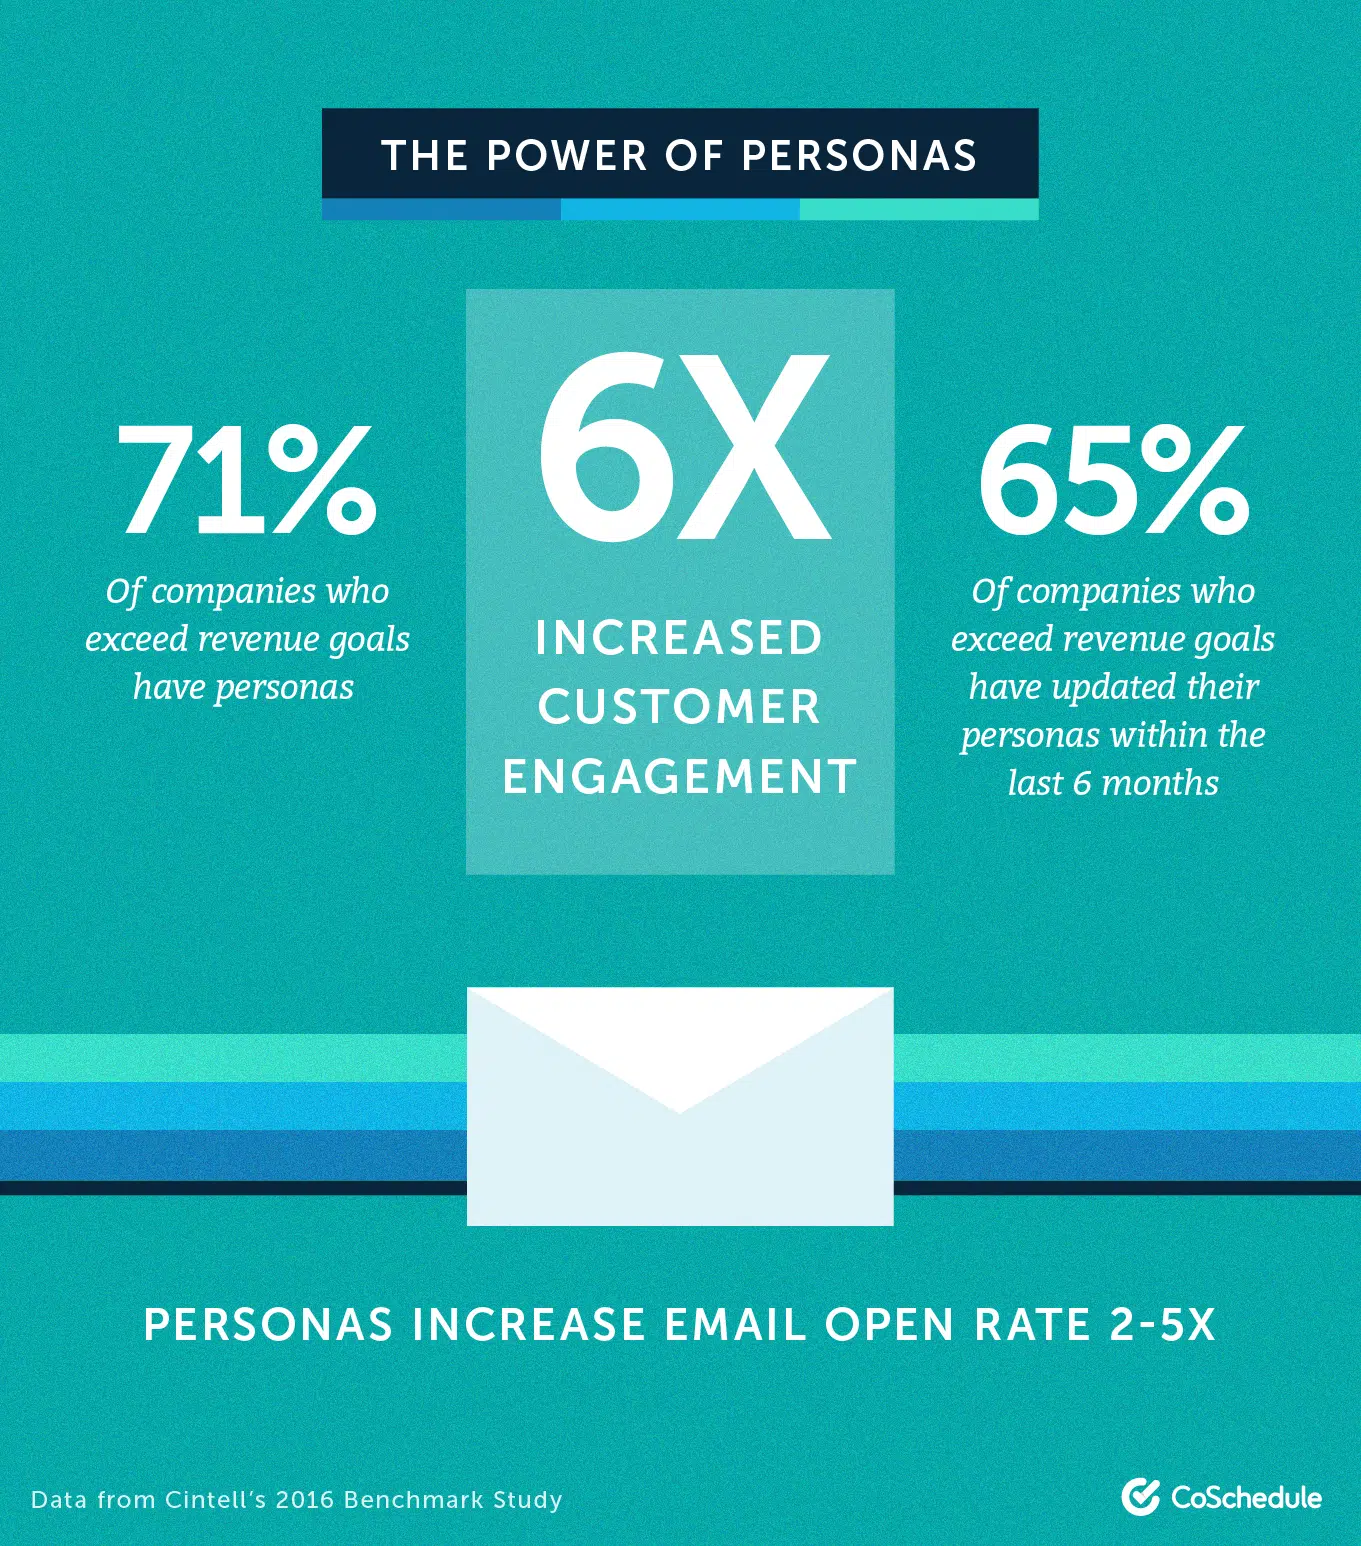 THE POWER OF PERSONAS
71%
Of companies who
exceed revenue goals
have personas
6X
INCREASED
CUSTOMER
ENGAGEMENT
65%
Of companies who
exceed revenue goals
have updated their
personas within the
last 6 months
PERSONAS INCREASE EMAIL OPEN RATE 2-5X
Data from Cintell’s 2016 Benchmark Study
CoSchedule